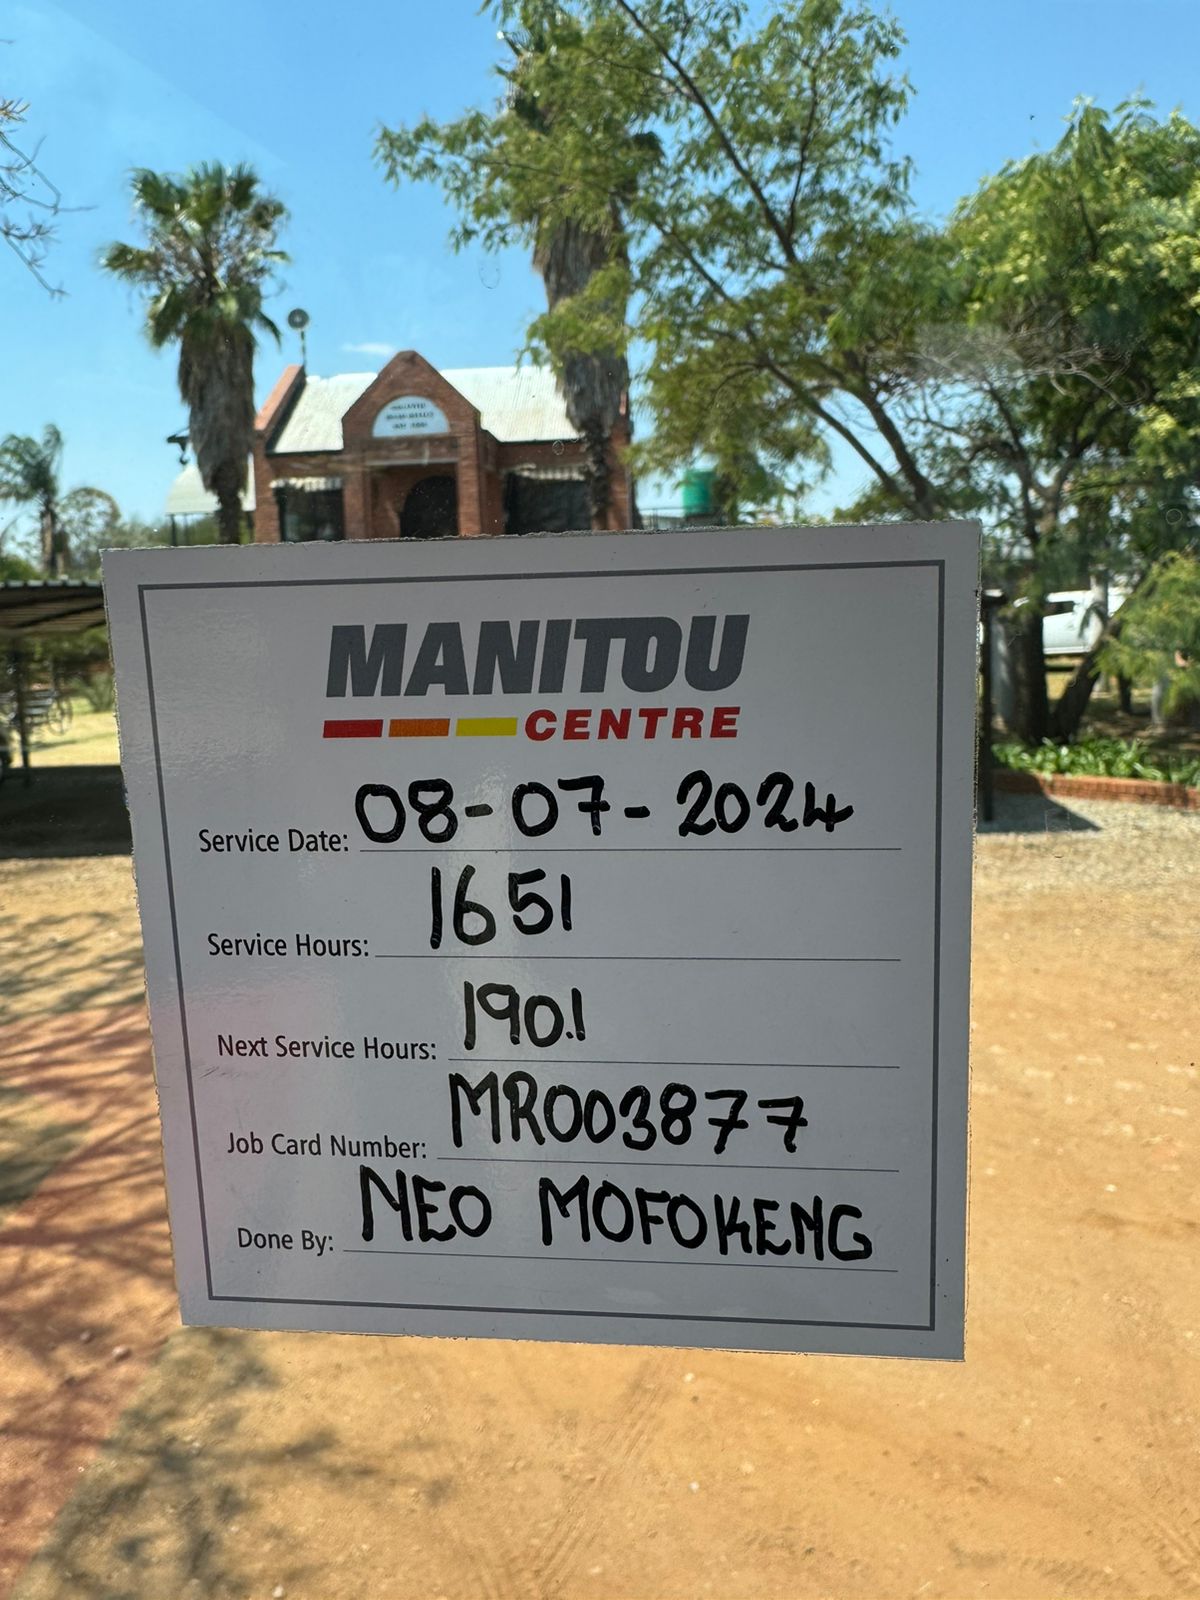 MANITOU
CENTRE
Service Date: 08-07-2024
Service Hours: 1651
Next Service Hours: 1901
Job Card Number: MR003877
Done By: NEO MOFOKENG